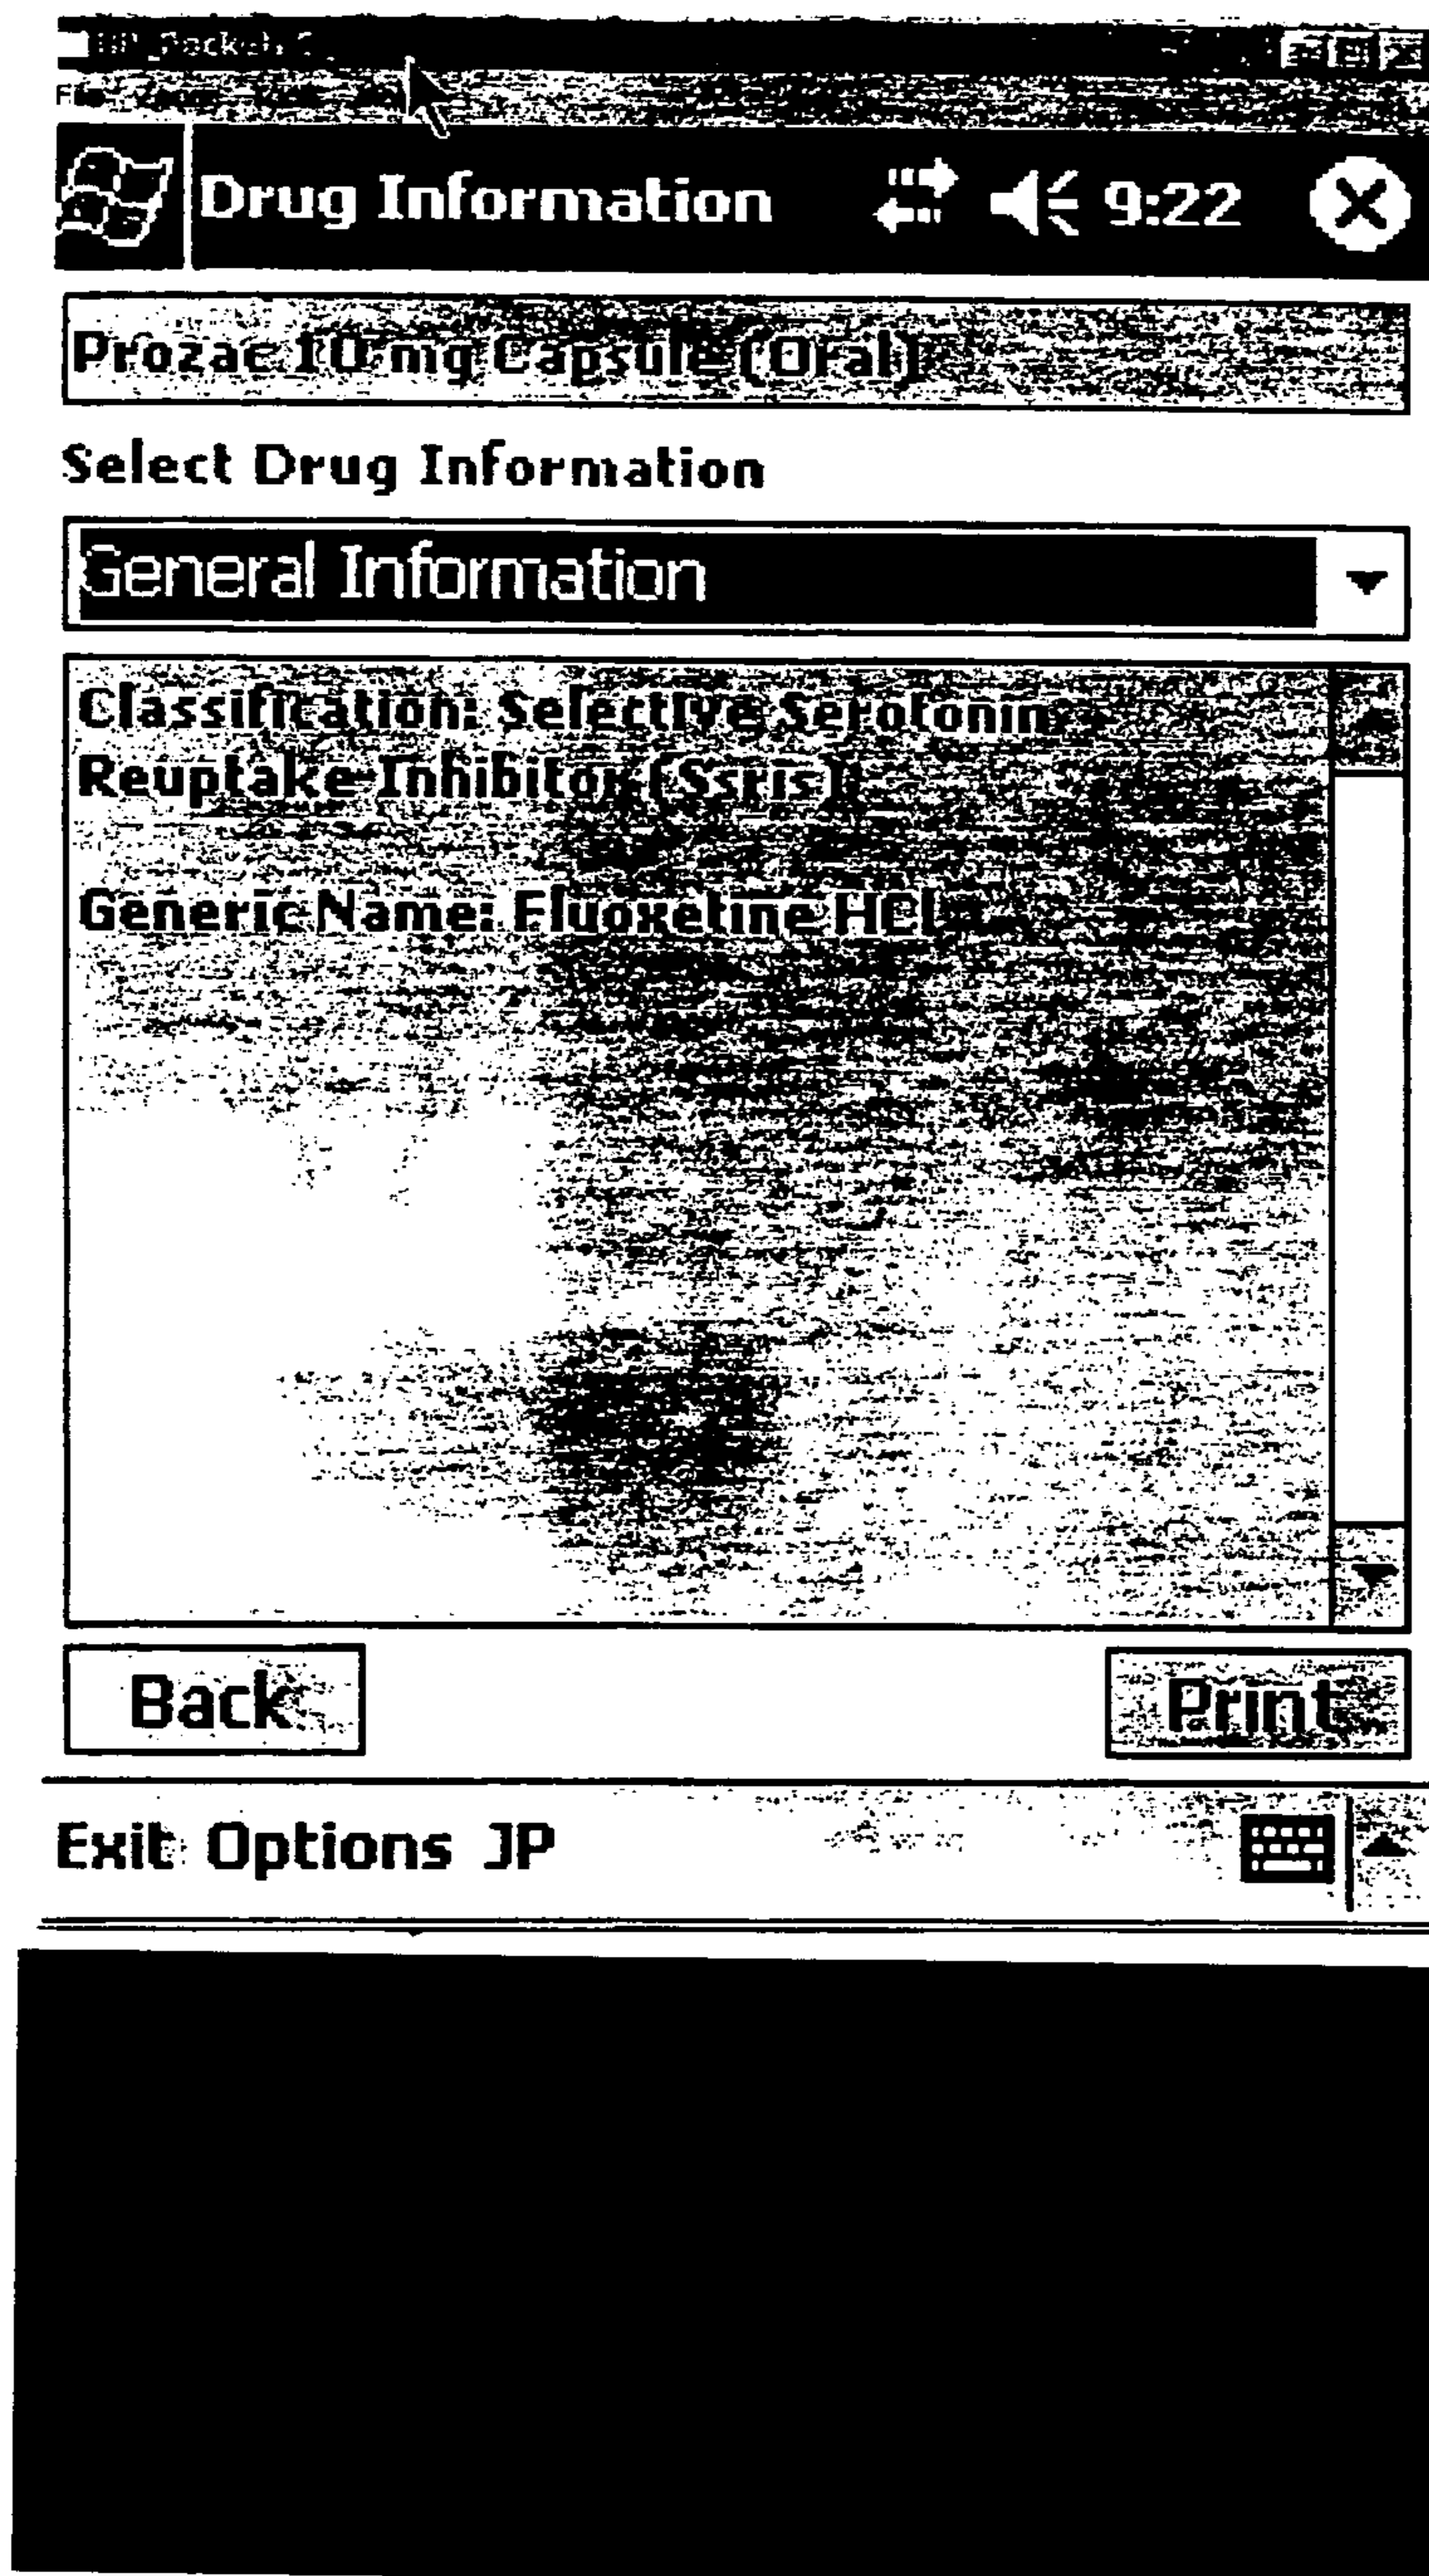 Drug Information 9:22
Prozac 10 mg Capsule (Oral)
Select Drug Information
General Information
Classification: Selective Serotonin
Reuptake Inhibitor (Ssris)
Generic Name: Fluoxetine HCl
Back Print
Exit Options JP